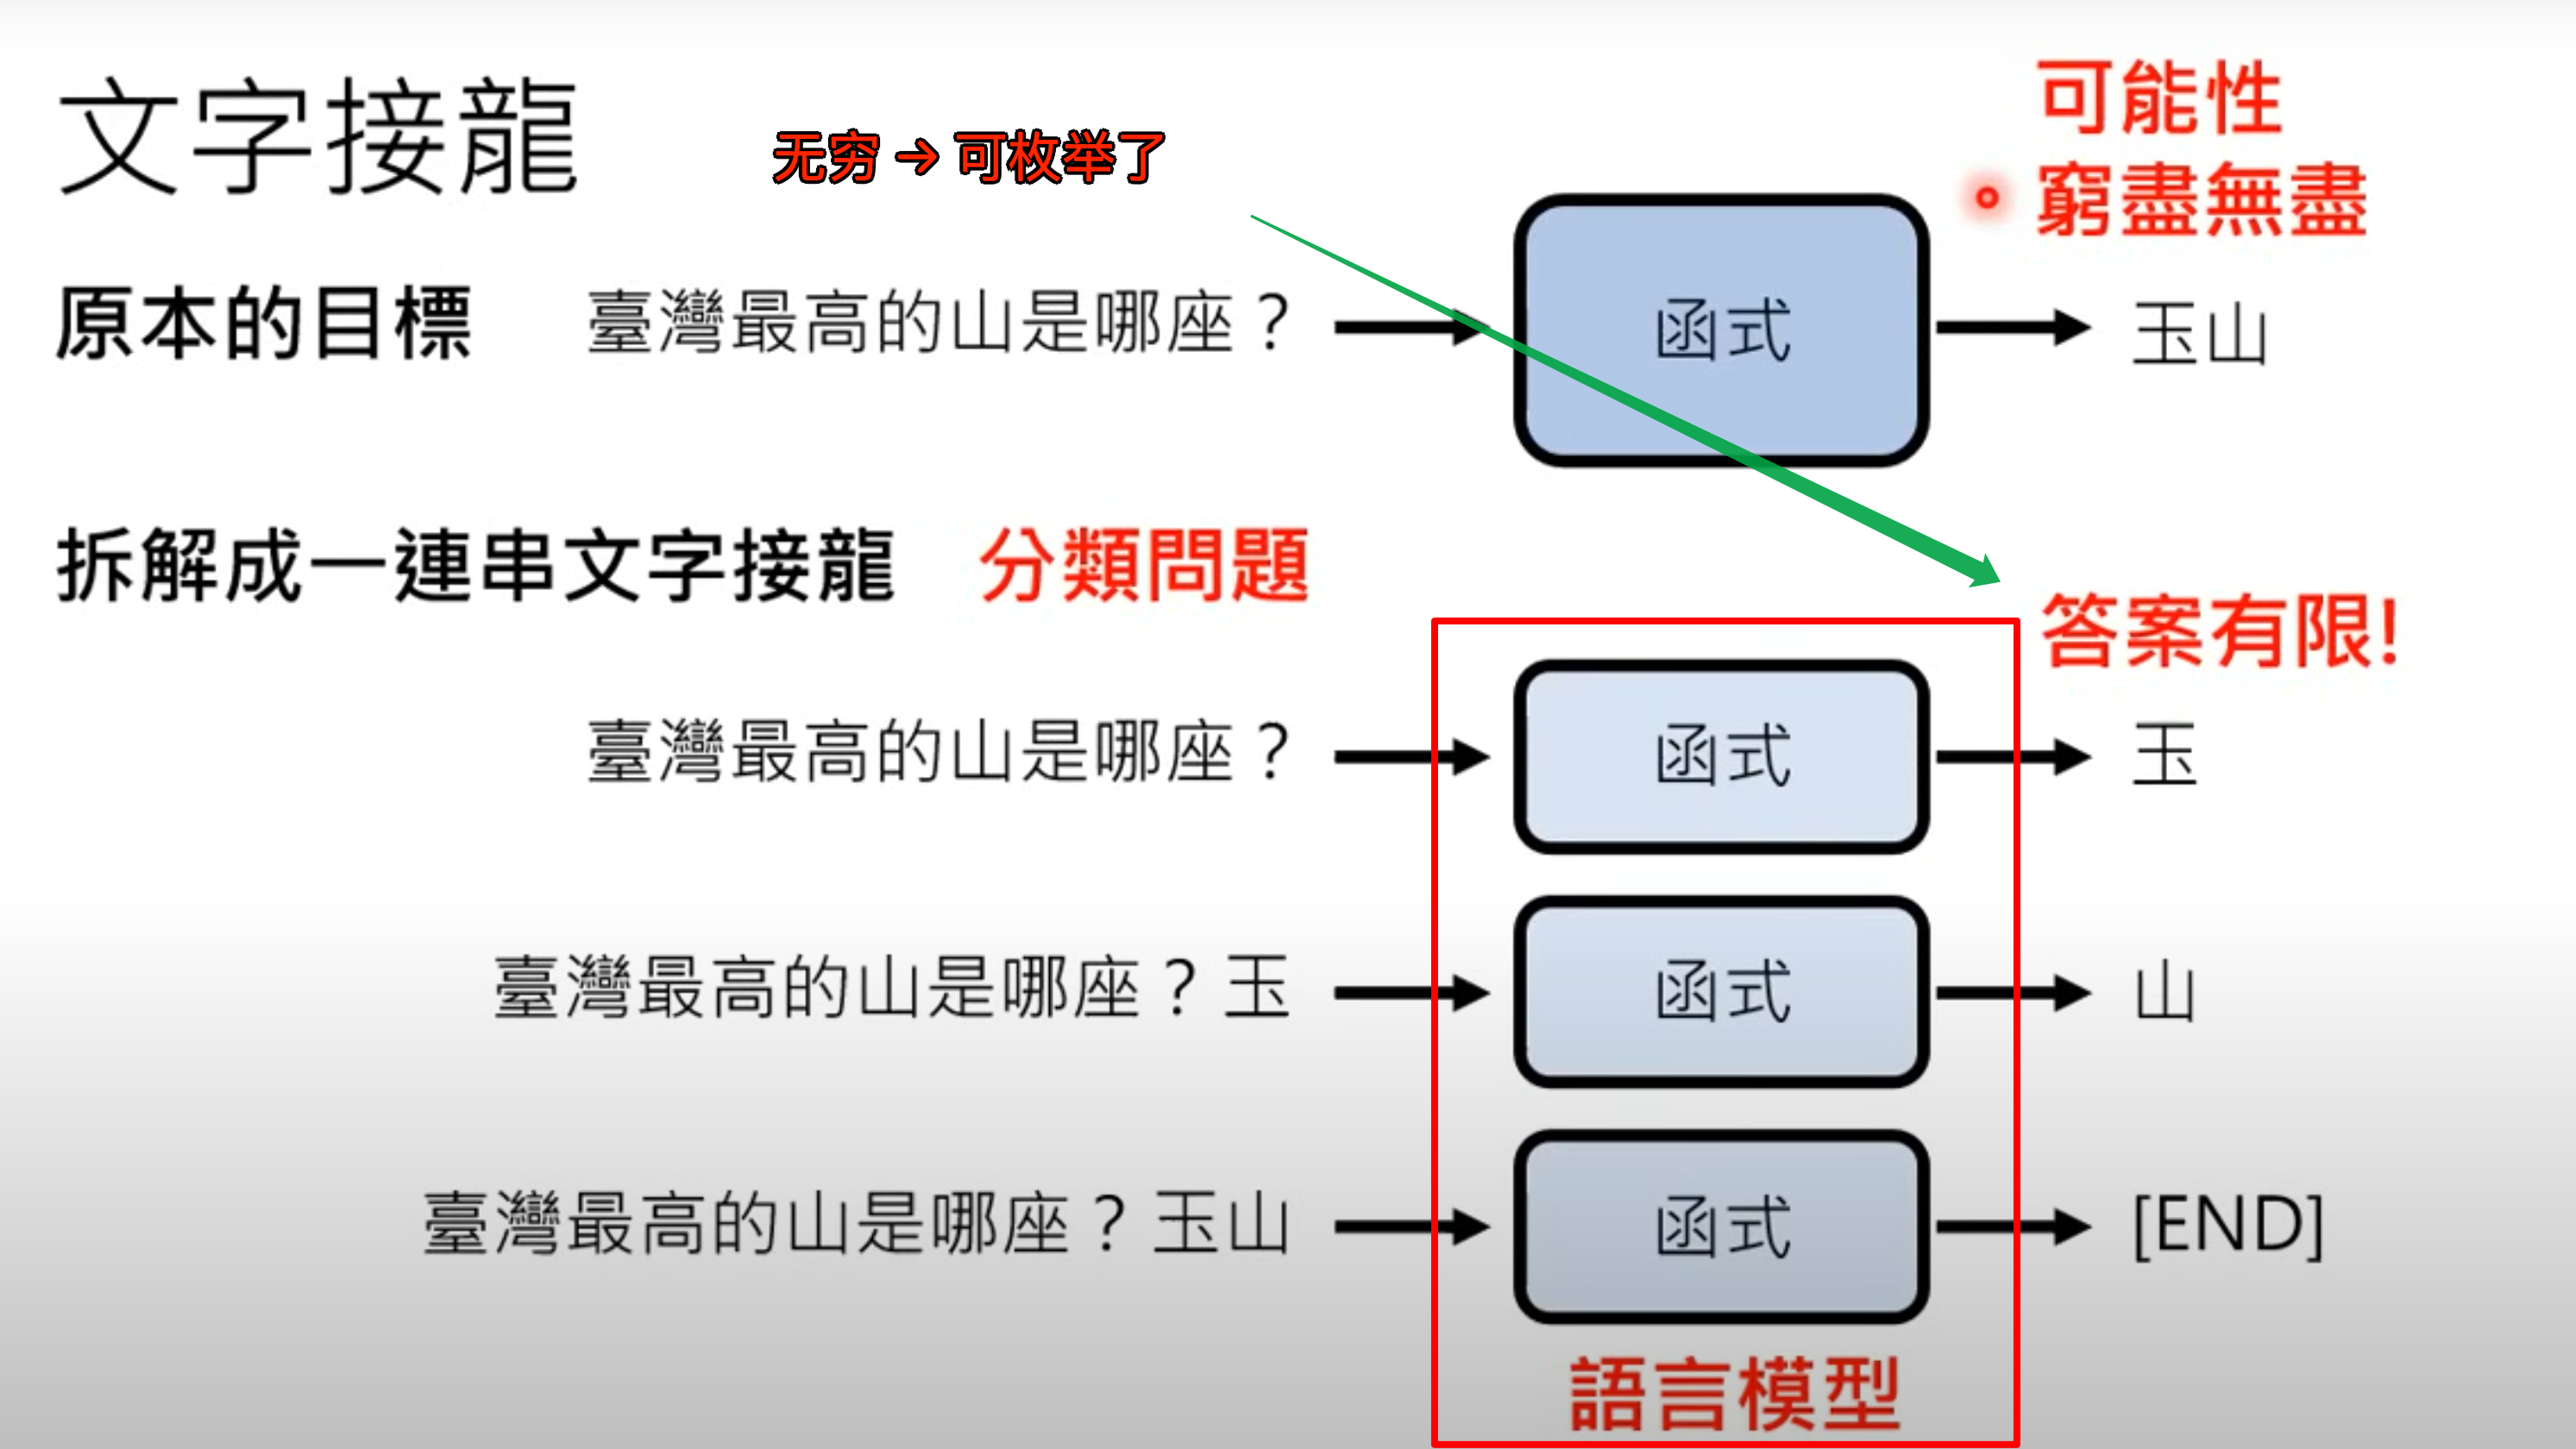 文字接龍
无穷 → 可枚举了
可能性
窮盡無盡
原本的目標
臺灣最高的山是哪座？
函式
玉山
拆解成一連串文字接龍
分類問題
答案有限!
臺灣最高的山是哪座？
函式
玉
臺灣最高的山是哪座？玉
函式
山
臺灣最高的山是哪座？玉山
函式
[END]
語言模型